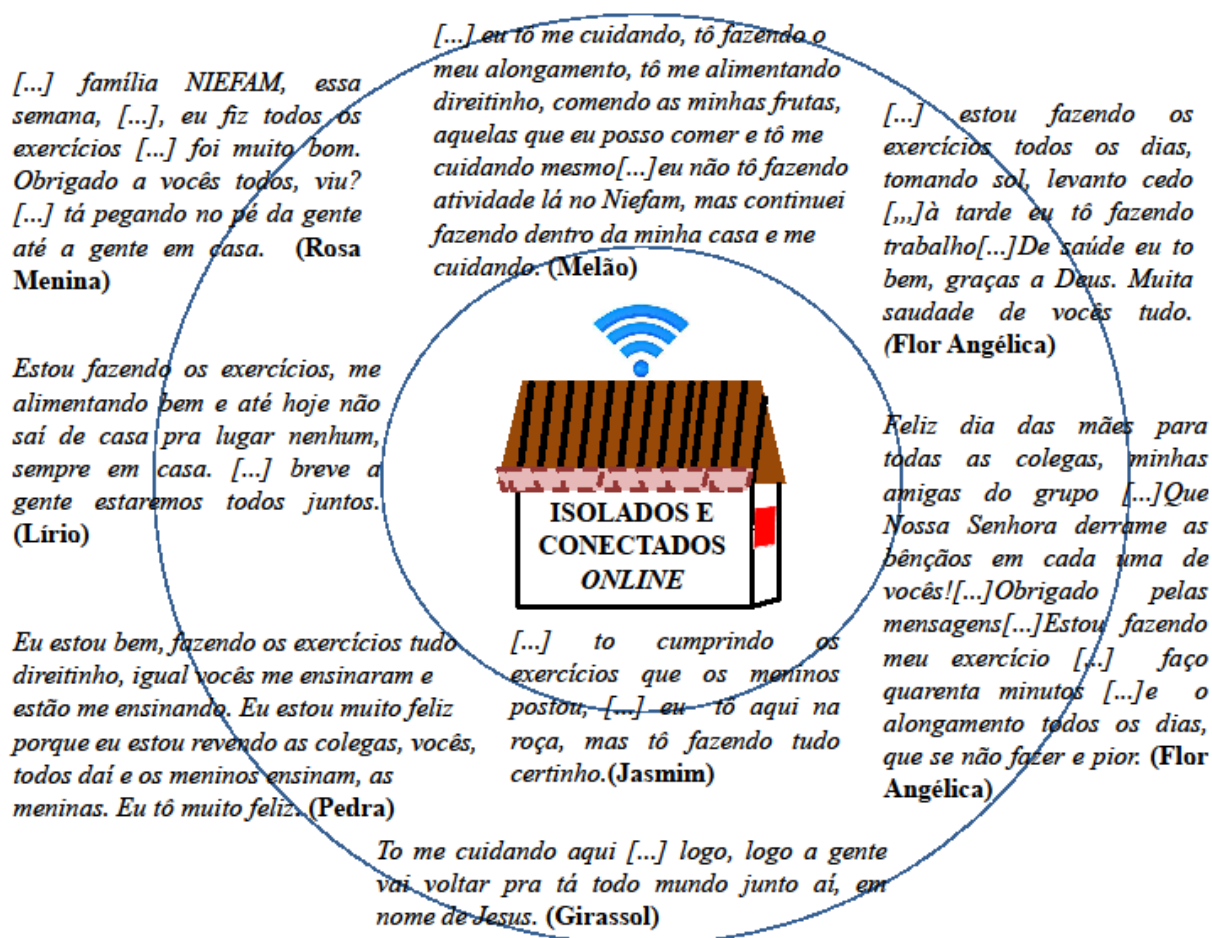 [...] família NIEFAM, essa
semana, [...], eu fiz todos os
exercícios [...] foi muito bom.
Obrigado a vocês todos, viu?
[...] tá pegando no pé da gente
até a gente em casa. (Rosa
Menina)
[...] eu tô me cuidando, tô fazendo o
meu alongamento, tô me alimentando
direitinho, comendo as minhas frutas,
aquelas que eu posso comer e tô me
cuidando mesmo[...]eu não tô fazendo
atividade lá no Niefam, mas continuei
fazendo dentro da minha casa e me
cuidando. (Melão)
[...] estou fazendo os
exercícios todos os dias,
tomando sol, levanto cedo
[,,,]à tarde eu tô fazendo
trabalho[...]De saúde eu to
bem, graças a Deus. Muita
saudade de vocês tudo.
(Flor Angélica)
Estou fazendo os exercícios, me
alimentando bem e até hoje não
saí de casa pra lugar nenhum,
sempre em casa. [...] breve a
gente estaremos todos juntos.
(Lírio)
ISOLADOS E
CONECTADOS
ONLINE
Feliz dia das mães para
todas as colegas, minhas
amigas do grupo [...]Que
Nossa Senhora derrame as
bênçãos em cada uma de
vocês![...]Obrigado pelas
mensagens[...]Estou fazendo
meu exercício [...] faço
quarenta minutos [...]e o
alongamento todos os dias,
que se não fazer e pior. (Flor
Angélica)
Eu estou bem, fazendo os exercícios tudo
direitinho, igual vocês me ensinaram e
estão me ensinando. Eu estou muito feliz
porque eu estou revendo as colegas, vocês,
todos daí e os meninos ensinam, as
meninas. Eu tô muito feliz. (Pedra)
[...] to cumprindo os
exercícios que os meninos
postou, [...] eu tô aqui na
roça, mas tô fazendo tudo
certinho.(Jasmim)
To me cuidando aqui [...] logo, logo a gente
vai voltar pra tá todo mundo junto aí, em
nome de Jesus. (Girassol)